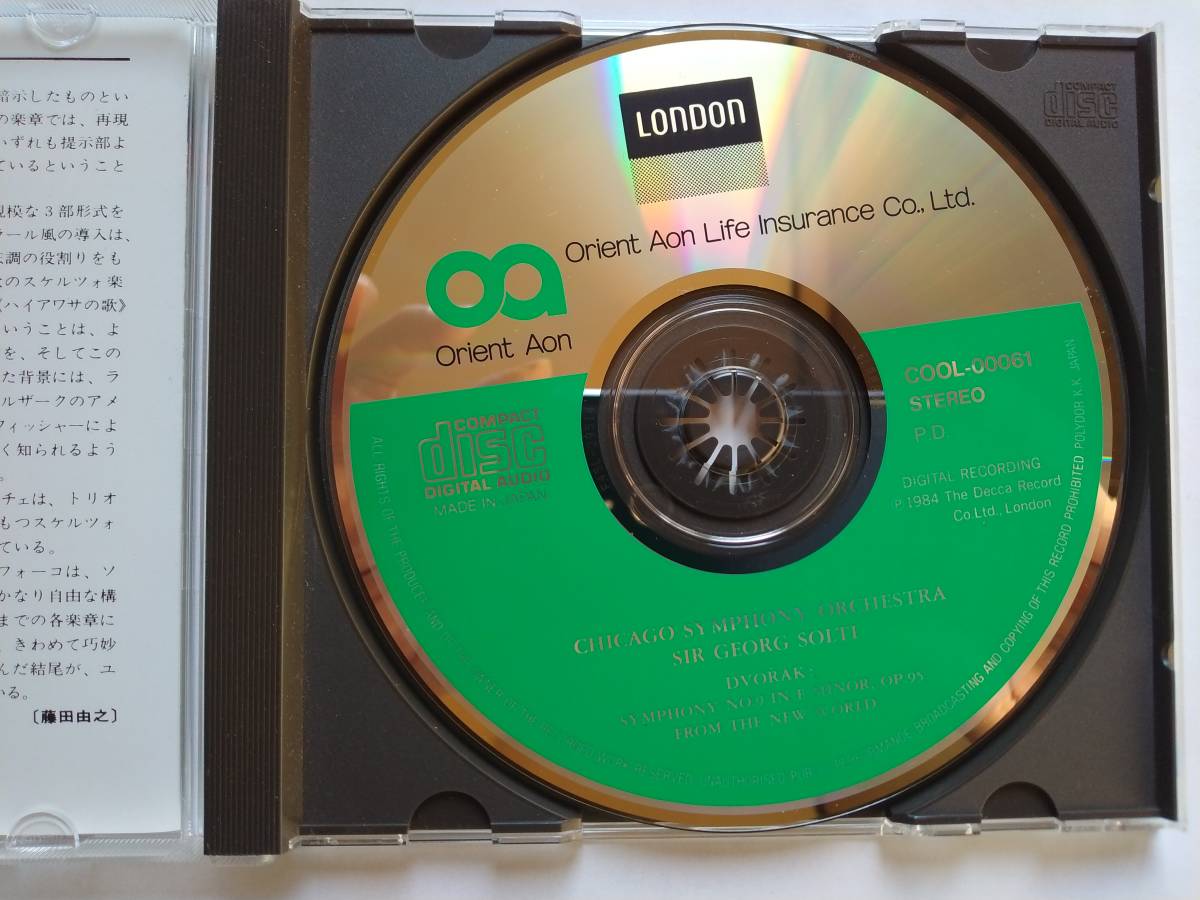 暗示したものとい
の楽章では、再現
いずれも提示部よ
ているということ
規模な3部形式を
ラール風の導入は、
調の役割りをも
のスケルツォ楽
《ハイアワサの歌》
いうことは、よ
を、そしてこの
た背景には、ラ
ルザークのアメ
フィッシャーによ
く知られるよう
。
チェは、トリオ
もつスケルツォ
ている。
フォーコは、ソ
かなり自由な構
までの各楽章に
、きわめて巧妙
んだ結尾が、ユ
いる。
〔藤田由之〕
LONDON
Orient Aon Life Insurance Co., Ltd.
oa
Orient Aon
COMPACT
disc
DIGITAL AUDIO
MADE IN JAPAN
COOL-00061
STEREO
P.D.
DIGITAL RECORDING
℗ 1984 The Decca Record
Co.Ltd., London
CHICAGO SYMPHONY ORCHESTRA
SIR GEORG SOLTI
DVOŘÁK:
SYMPHONY NO.9 IN E MINOR, OP.95
FROM THE NEW WORLD
ALL RIGHTS OF THE PRODUCER AND OF THE OWNER OF THE RECORDED WORK RESERVED. UNAUTHORISED PUBLIC PERFORMANCE BROADCASTING AND COPYING OF THIS RECORD PROHIBITED POLYDOR K.K. JAPAN
COMPACT
disc
DIGITAL AUDIO